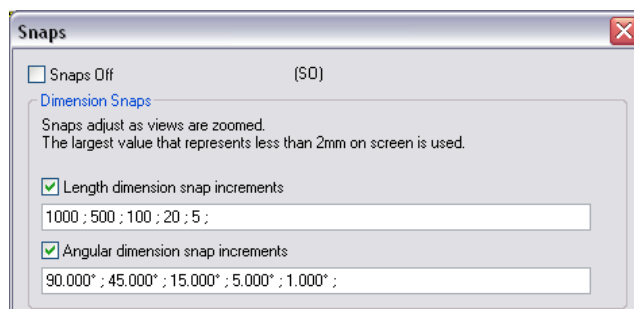 Snaps
Snaps Off (SO)
Dimension Snaps
Snaps adjust as views are zoomed.
The largest value that represents less than 2mm on screen is used.
Length dimension snap increments
1000 ; 500 ; 100 ; 20 ; 5 ;
Angular dimension snap increments
90.000° ; 45.000° ; 15.000° ; 5.000° ; 1.000° ;